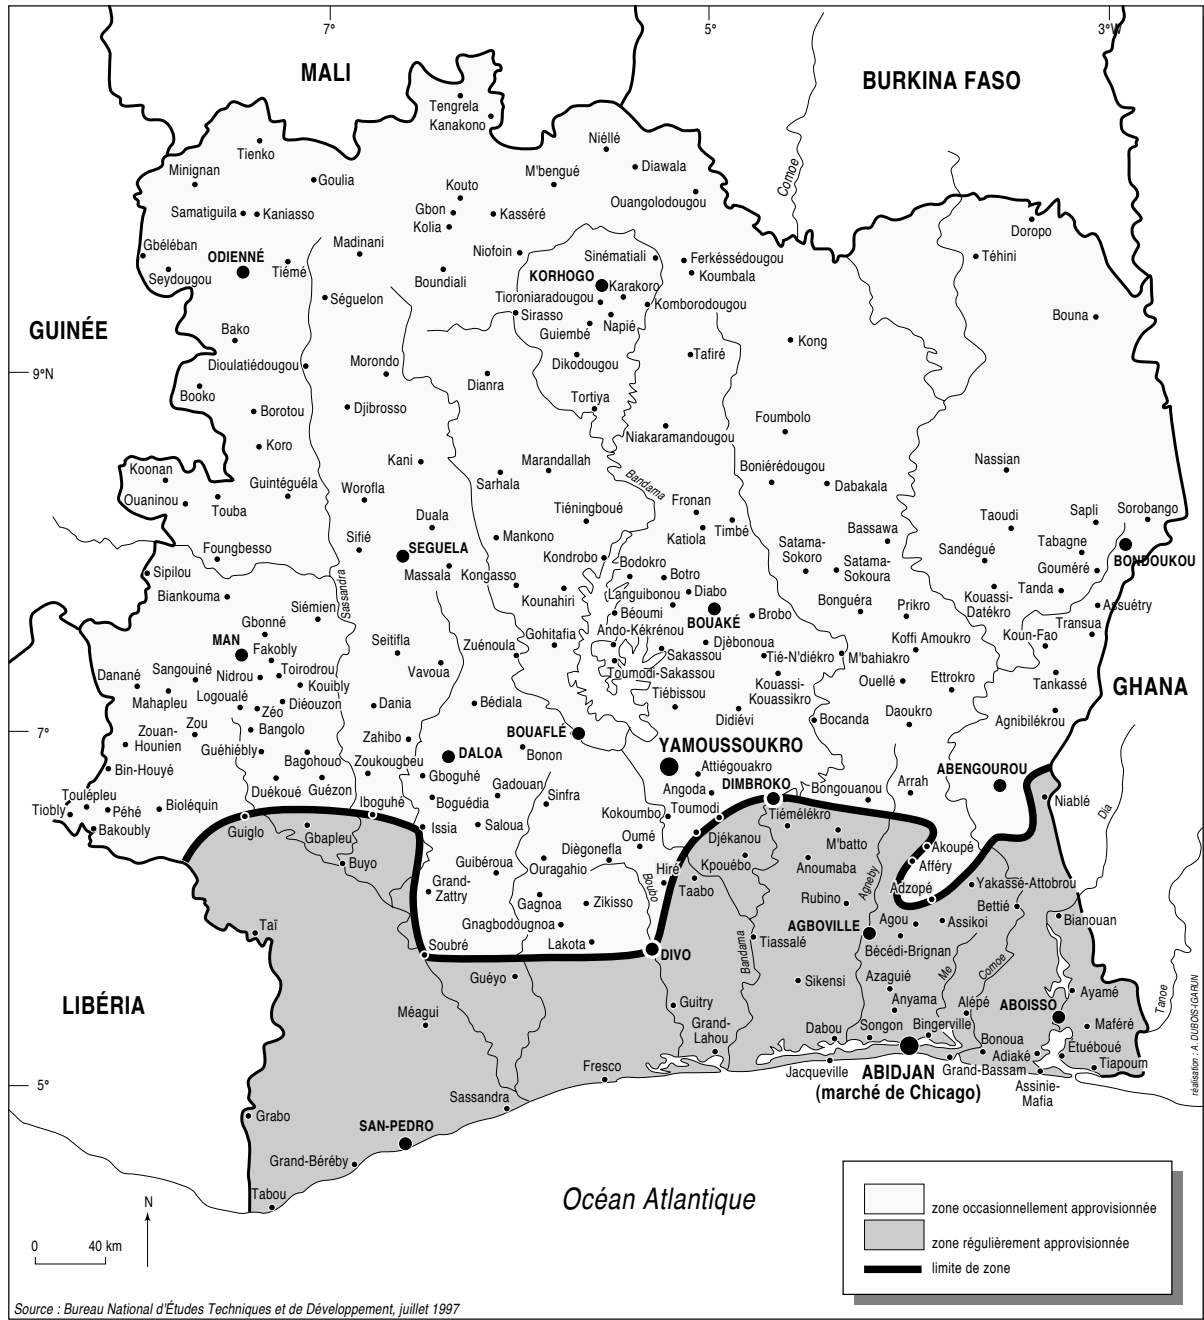 7°
5°
3°W
MALI
BURKINA FASO
Tengrela
Kanakono
Tienko
Niéllé
Minignan
Goulia
M'bengué
Diawala
Comoe
Kouto
Ouangolodougou
Samatiguila
Kaniasso
Gbon
Kasséré
Kolia
Doropo
Gbéléban
Madinani
Niofoin
Sinématiali
Ferkéssédougou
Téhini
ODIENNÉ
Seydougou
Tiémé
Boundiali
KORHOGO
Karakoro
Koumbala
Séguelon
Tioroniaradougou
Komborodougou
Sirasso
GUINÉE
Guiembé
Napié
Bouna
Bako
Kong
Dioulatiédougou
Morondo
Dikodougou
Tafiré
9°N
Booko
Dianra
Borotou
Djibrosso
Tortiya
Foumbolo
Niakaramandougou
Koro
Koonan
Kani
Marandallah
Boniérédougou
Nassian
Guintéguéla
Sarhala
Bandama
Dabakala
Ouaninou
Touba
Worofla
Tiéningboué
Fronan
Sapli
Sorobango
Duala
Timbé
Taoudi
Foungbesso
Sifié
Mankono
Katiola
Bassawa
Tabagne
SEGUELA
Kondrobo
Satama-
Sokoro
Sandégué
BONDOUKOU
Sipilou
Massala
Kongasso
Bodokro
Botro
Satama-
Sokoura
Gouméré
Biankouma
Sassandra
Kounahiri
Languibonou
Diabo
Kouassi-
Datékro
Tanda
Siémien
Béoumi
BOUAKÉ
Brobo
Bonguéra
Prikro
Assuétry
Gbonné
Ando-Kékrénou
Transua
MAN
Seitifla
Zuénoula
Gohitafia
Djèbonoua
Koffi Amoukro
Koun-Fao
Fakobly
Sakassou
Tié-N'diékro
M'bahiakro
Danané
Sangouiné
Nidrou
Toirodrou
Vavoua
Toumodi-Sakassou
Kouassi-
Kouassikro
Ouellé
Ettrokro
Tankassé
GHANA
Mahapleu
Logoualé
Kouibly
Tiébissou
Zéo
Diéouzon
Dania
Bédiala
Didiévi
Bocanda
Daoukro
Agnibilékrou
Zouan-
Hounien
Zou
Bangolo
BOUAFLÉ
7°
Guéhiébly
Zahibo
DALOA
Bonon
YAMOUSSOUKRO
Bin-Houyé
Bagohouo
Zoukougbeu
Attiégouakro
ABENGOUROU
Gboguhé
Gadouan
DIMBROKO
Arrah
Duékoué
Guézon
Angoda
Bongouanou
Niablé
Toulépleu
Iboguhé
Boguédia
Sinfra
Toumodi
Dia
Tiobly
Péhé
Bioléquin
Kokoumbo
Tiémélékro
Guiglo
Issia
Saloua
Oumé
Bakoubly
Gbapleu
Djékanou
M'batto
Akoupé
Buyo
Guibéroua
Diègonefla
Kpouébo
Anoumaba
Afféry
Ouragahio
Hiré
Agneby
Grand-
Zattry
Boubo
Taabo
Adzopé
Yakassé-Attobrou
Gagnoa
Zikisso
Rubino
Bettié
Taï
Gnagbodougnoa
AGBOVILLE
Agou
Assikoi
Bianouan
Soubré
Lakota
DIVO
Bandama
Tiassalé
Bécédi-Brignan
LIBÉRIA
Guéyo
Sikensi
Azaguié
Me
Comoe
Ayamé
Guitry
Anyama
Alépé
ABOISSO
Tanoe
Méagui
Grand-
Lahou
Dabou
Songon
Bingerville
Maféré
Bonoua
Etuéboué
Fresco
Jacqueville
ABIDJAN
(marché de Chicago)
Grand-Bassam
Adiaké
Tiapoum
5°
Assinie-
Mafia
Sassandra
Grabo
SAN-PEDRO
Grand-Béréby
Tabou
Océan Atlantique
N
0 40 km
zone occasionnellement approvisionnée
zone régulièrement approvisionnée
limite de zone
Source : Bureau National d'Études Techniques et de Développement, juillet 1997
réalisation : A. DUBOIS-IGARUN